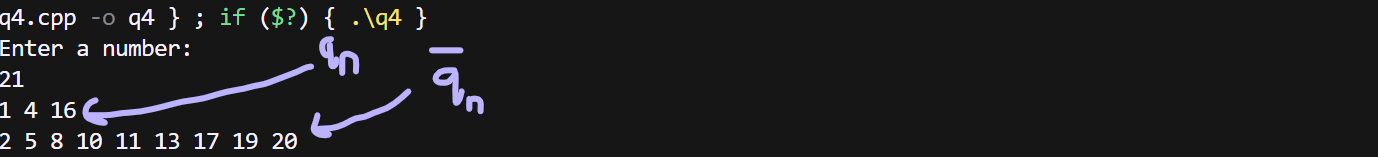 q4.cpp -o q4 } ; if ($?) { .\q4 }
Enter a number:
qn
q̅n
21
1 4 16
2 5 8 10 11 13 17 19 20